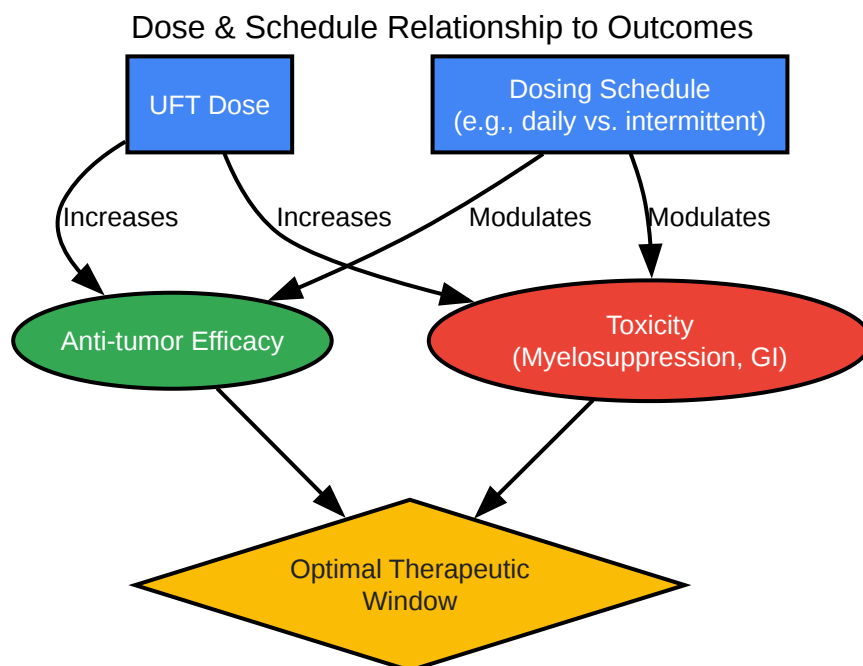 Dose & Schedule Relationship to Outcomes
UFT Dose
Dosing Schedule
(e.g., daily vs. intermittent)
Increases
Increases
Modulates
Modulates
Anti-tumor Efficacy
Toxicity
(Myelosuppression, GI)
Optimal Therapeutic
Window